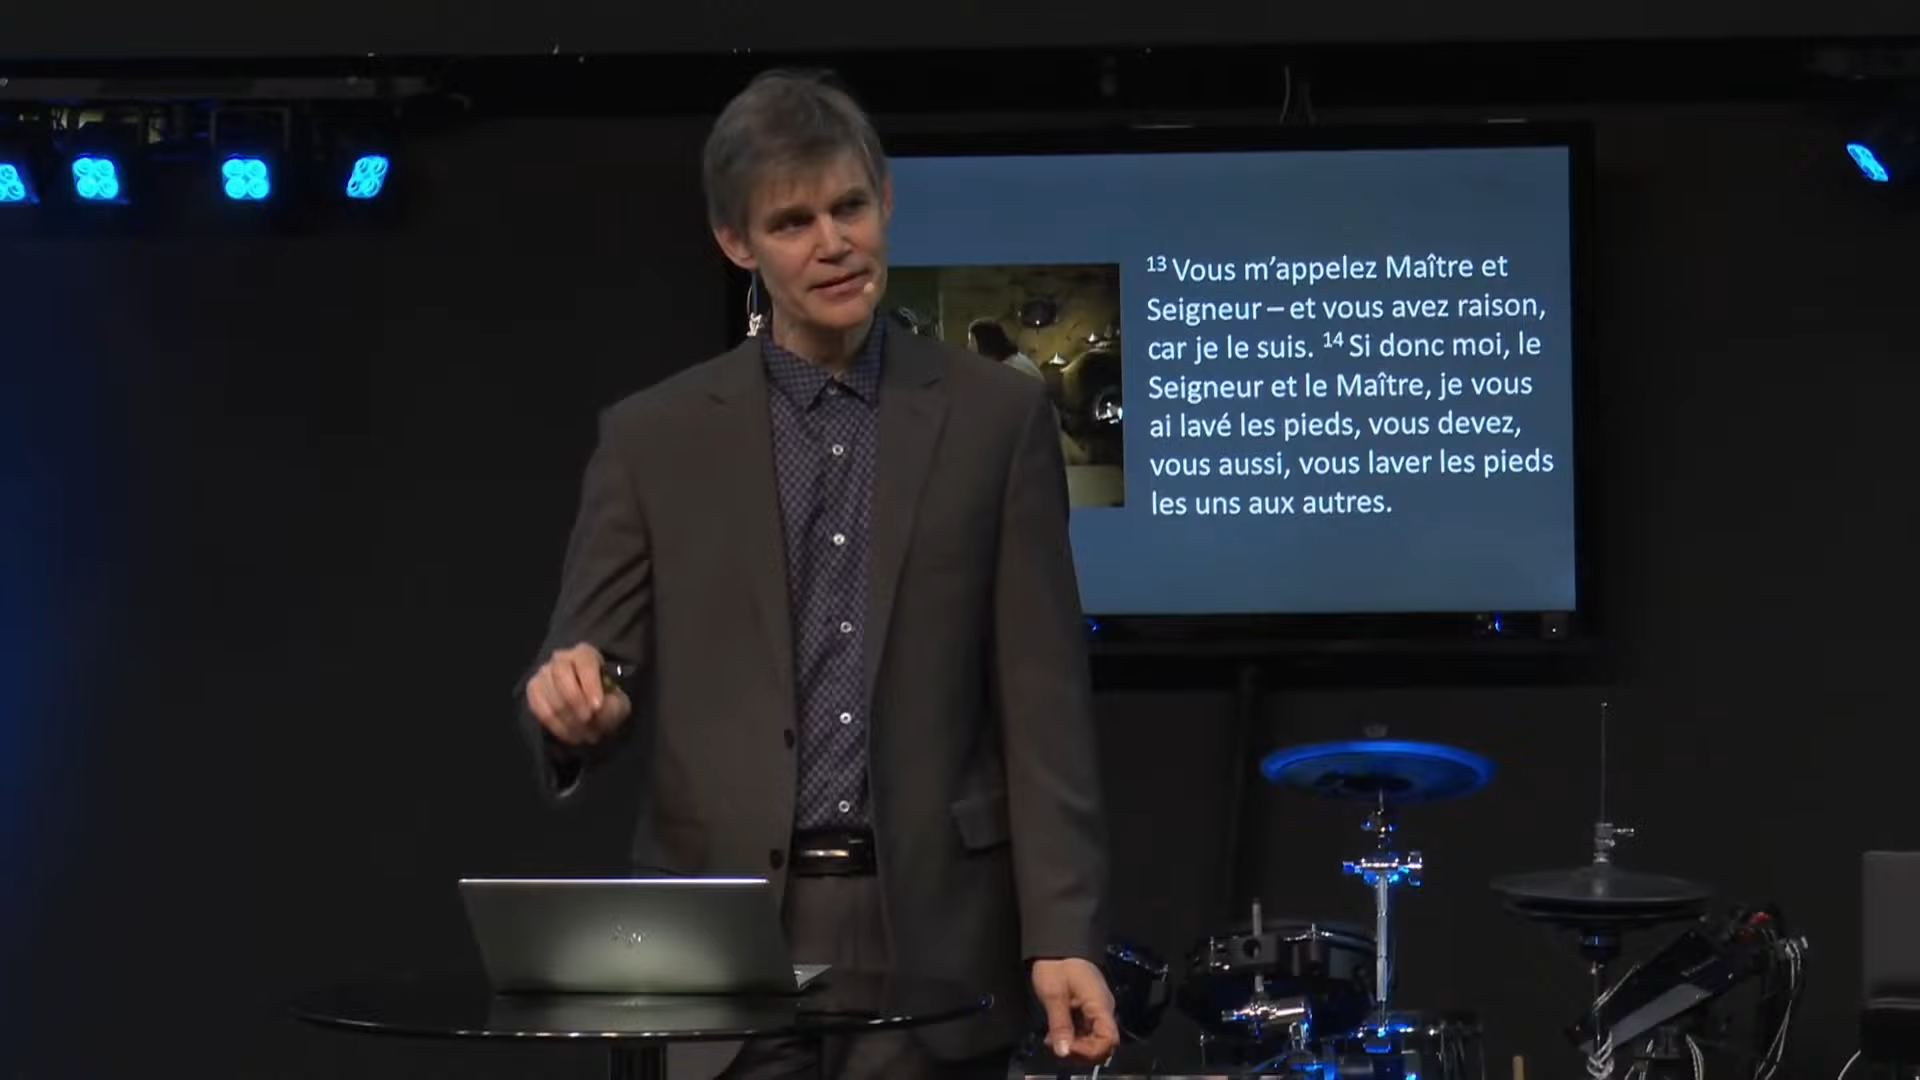 ¹³ Vous m’appelez Maître et
Seigneur – et vous avez raison,
car je le suis. ¹⁴ Si donc moi, le
Seigneur et le Maître, je vous
ai lavé les pieds, vous devez,
vous aussi, vous laver les pieds
les uns aux autres.